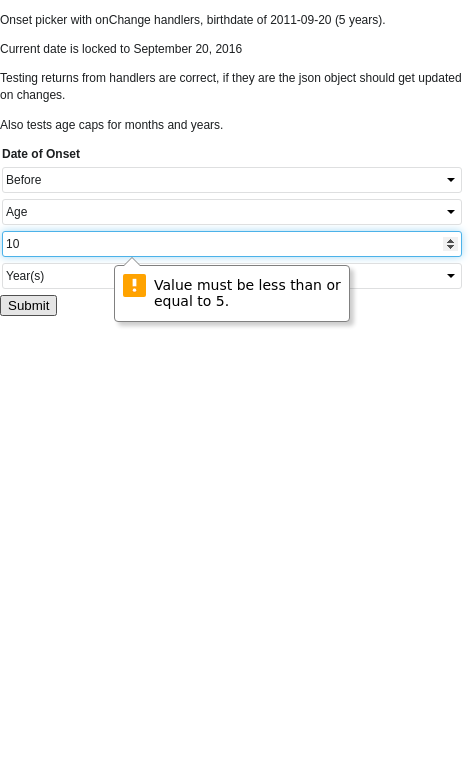 Onset picker with onChange handlers, birthdate of 2011-09-20 (5 years).
Current date is locked to September 20, 2016
Testing returns from handlers are correct, if they are the json object should get updated
on changes.
Also tests age caps for months and years.
Date of Onset
Before
Age
10
Year(s)
Value must be less than or
equal to 5.
Submit